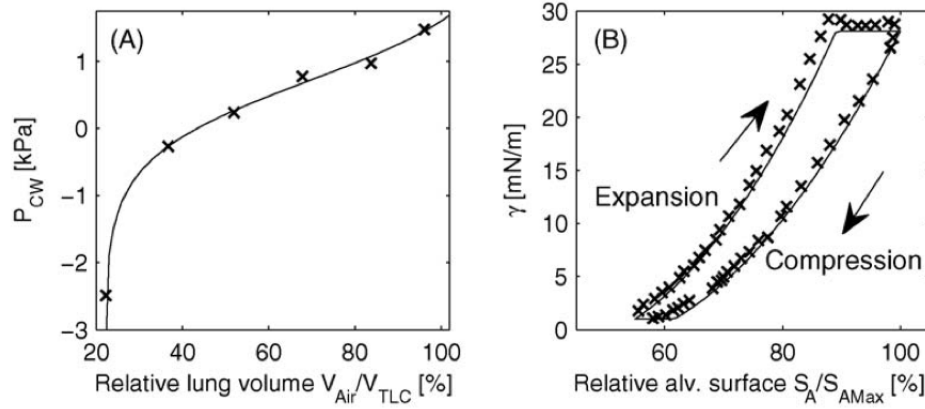 (A)
1
0
−1
−2
−3
P_CW [kPa]
20 40 60 80 100
Relative lung volume V_Air/V_TLC [%]
(B)
30
25
20
15
10
5
0
γ [mN/m]
Expansion
Compression
60 80 100
Relative alv. surface S_A/S_AMax [%]